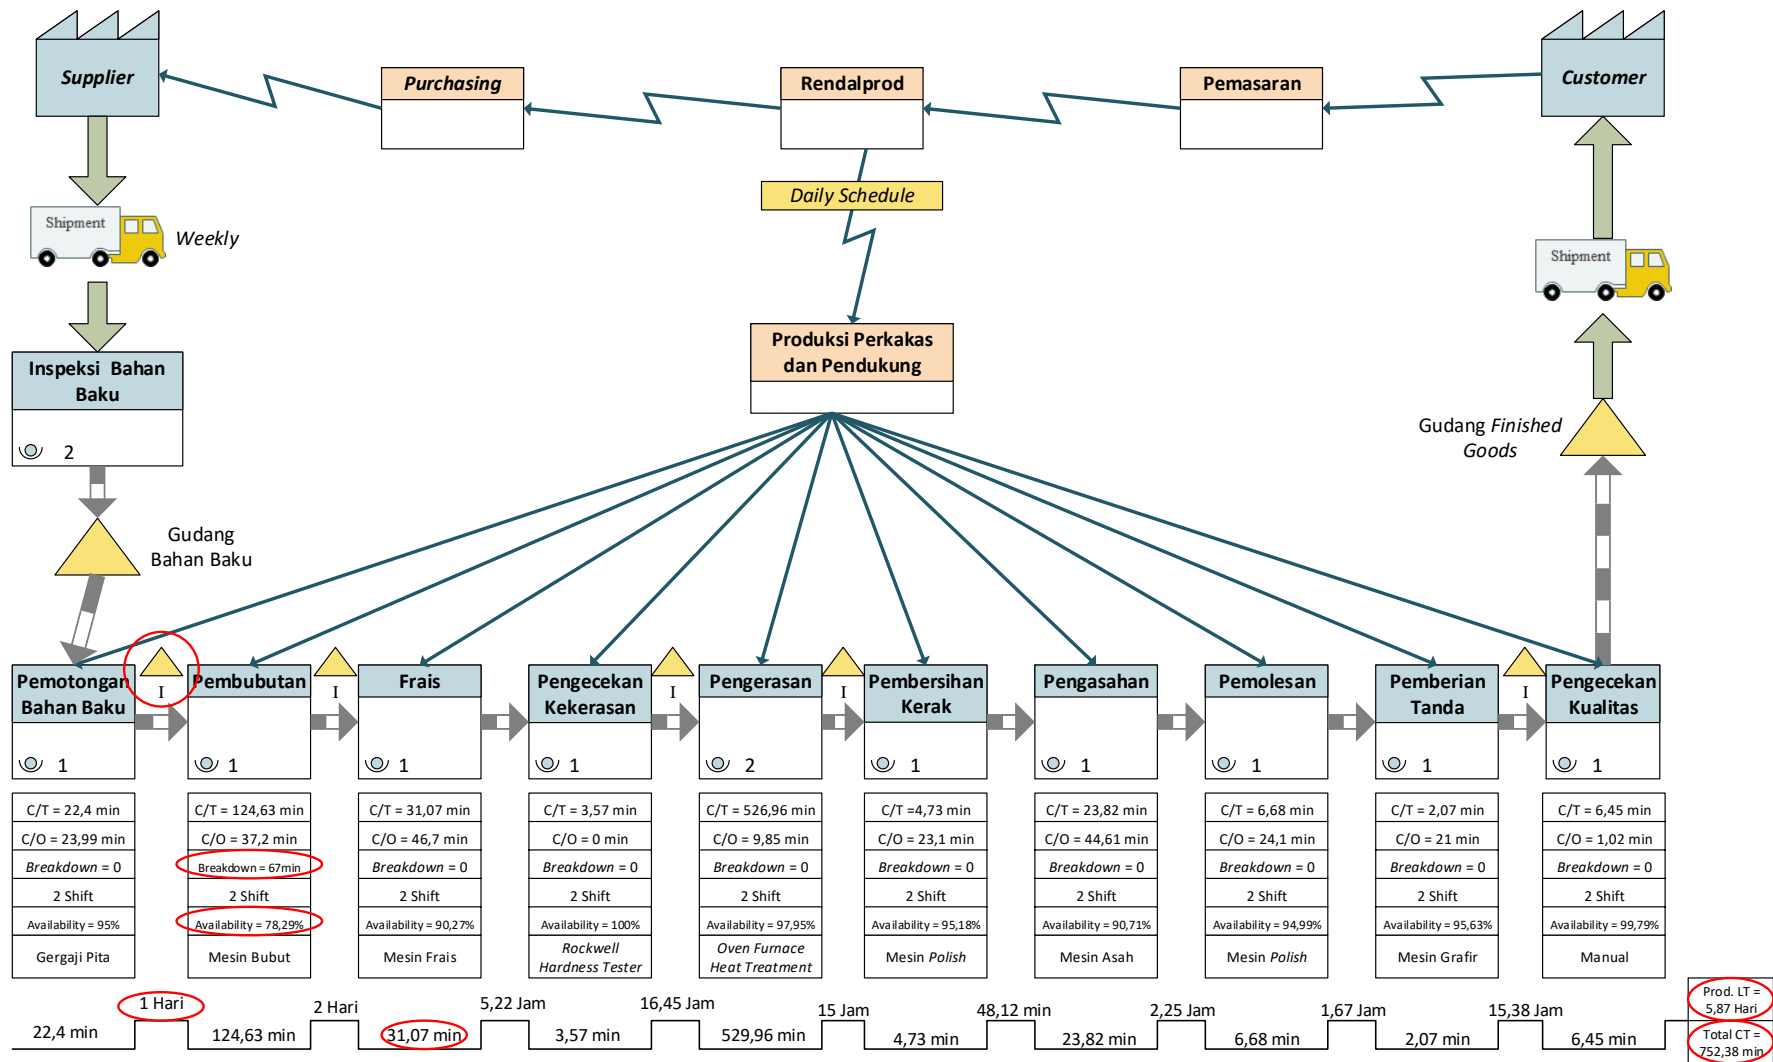 Supplier
Purchasing
Rendalprod
Pemasaran
Customer
Daily Schedule
Shipment
Weekly
Shipment
Inspeksi Bahan
Baku
2
Produksi Perkakas
dan Pendukung
Gudang Finished
Goods
Gudang
Bahan Baku
Pemotongan
Bahan Baku
1
I
Pembubutan
1
I
Frais
1
Pengecekan
Kekerasan
1
I
Pengerasan
2
I
Pembersihan
Kerak
1
Pengasahan
1
Pemolesan
1
Pemberian
Tanda
1
I
Pengecekan
Kualitas
1
C/T = 22,4 min
C/O = 23,99 min
Breakdown = 0
2 Shift
Availability = 95%
Gergaji Pita
C/T = 124,63 min
C/O = 37,2 min
Breakdown = 67min
2 Shift
Availability = 78,29%
Mesin Bubut
C/T = 31,07 min
C/O = 46,7 min
Breakdown = 0
2 Shift
Availability = 90,27%
Mesin Frais
C/T = 3,57 min
C/O = 0 min
Breakdown = 0
2 Shift
Availability = 100%
Rockwell
Hardness Tester
C/T = 526,96 min
C/O = 9,85 min
Breakdown = 0
2 Shift
Availability = 97,95%
Oven Furnace
Heat Treatment
C/T =4,73 min
C/O = 23,1 min
Breakdown = 0
2 Shift
Availability = 95,18%
Mesin Polish
C/T = 23,82 min
C/O = 44,61 min
Breakdown = 0
2 Shift
Availability = 90,71%
Mesin Asah
C/T = 6,68 min
C/O = 24,1 min
Breakdown = 0
2 Shift
Availability = 94,99%
Mesin Polish
C/T = 2,07 min
C/O = 21 min
Breakdown = 0
2 Shift
Availability = 95,63%
Mesin Grafir
C/T = 6,45 min
C/O = 1,02 min
Breakdown = 0
2 Shift
Availability = 99,79%
Manual
22,4 min
1 Hari
124,63 min
2 Hari
31,07 min
5,22 Jam
3,57 min
16,45 Jam
529,96 min
15 Jam
4,73 min
48,12 min
23,82 min
2,25 Jam
6,68 min
1,67 Jam
2,07 min
15,38 Jam
6,45 min
Prod. LT =
5,87 Hari
Total CT =
752,38 min